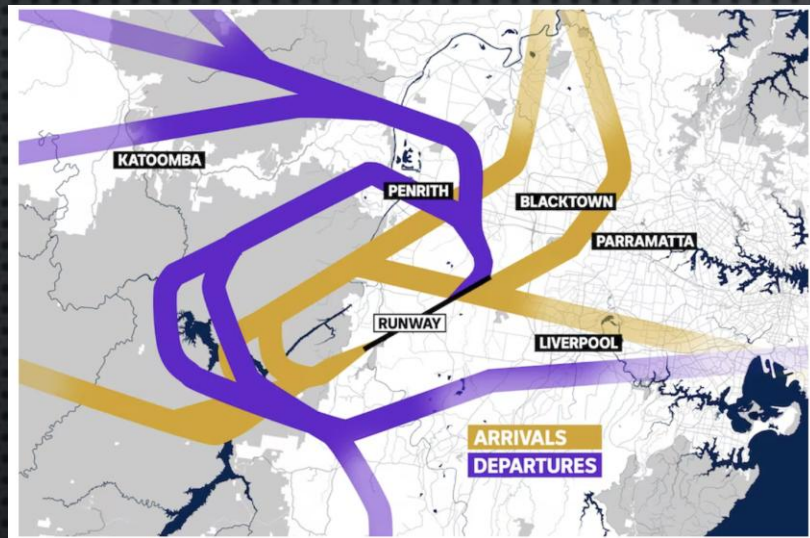 KATOOMBA
PENRITH
BLACKTOWN
PARRAMATTA
RUNWAY
LIVERPOOL
ARRIVALS
DEPARTURES